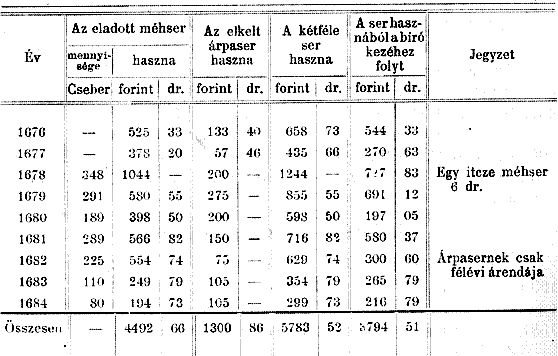 Év | Az eladott méhser | Az elkelt árpaser haszna | A kétféle ser haszna | A ser hasznából a bíró kezéhez folyt | Jegyzet
mennyisége | haszna
Cseber | forint | dr. | forint | dr. | forint | dr. | forint | dr.
1676 | — | 525 | 33 | 133 | 40 | 658 | 73 | 544 | 33
1677 | — | 378 | 20 | 57 | 46 | 435 | 66 | 270 | 63
1678 | 348 | 1044 | — | 200 | — | 1244 | — | 727 | 83 | Egy itcze méhser 6 dr.
1679 | 291 | 580 | 55 | 275 | — | 855 | 55 | 691 | 12
1680 | 189 | 398 | 50 | 200 | — | 598 | 50 | 197 | 05
1681 | 289 | 566 | 82 | 150 | — | 716 | 82 | 580 | 37
1682 | 225 | 554 | 74 | 75 | — | 629 | 74 | 300 | 60 | Árpasernek csak félévi árendája
1683 | 110 | 249 | 79 | 105 | — | 354 | 79 | 265 | 79
1684 | 80 | 194 | 73 | 105 | — | 299 | 73 | 216 | 79
Összesen | — | 4492 | 66 | 1300 | 86 | 5783 | 52 | 3794 | 51